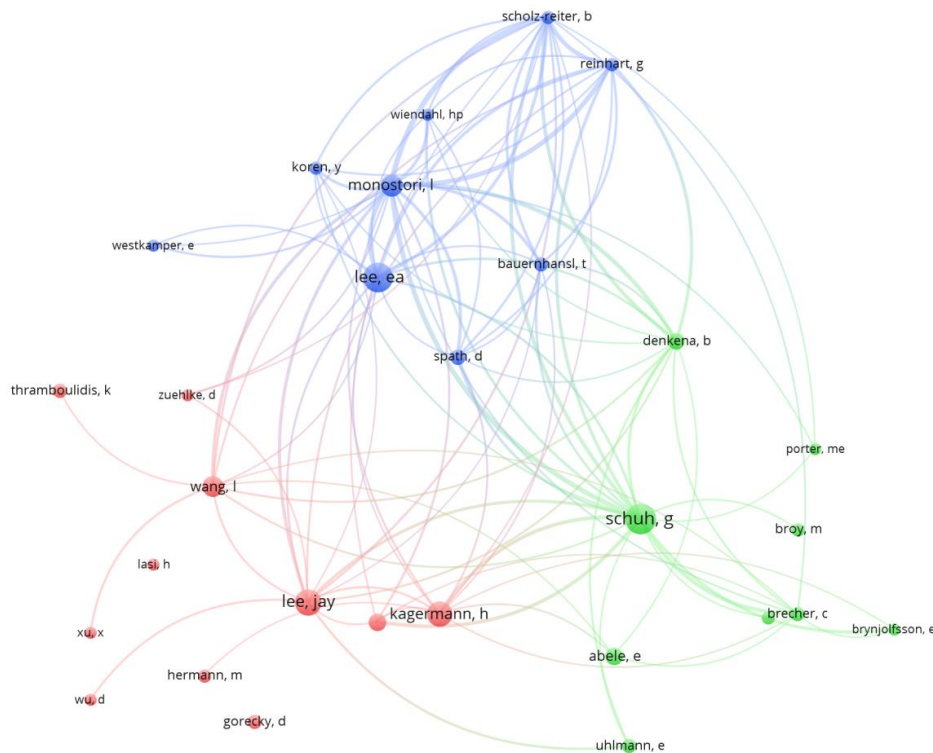 scholz-reiter, b
reinhart, g
wiendahl, hp
koren, y
monostori, l
westkamper, e
bauernhansl, t
lee, ea
denkena, b
spath, d
thramboulidis, k
zuehlke, d
porter, me
wang, l
schuh, g
broy, m
lasi, h
lee, jay
kagermann, h
brecher, c
brynjolfsson, e
xu, x
abele, e
hermann, m
wu, d
gorecky, d
uhlmann, e